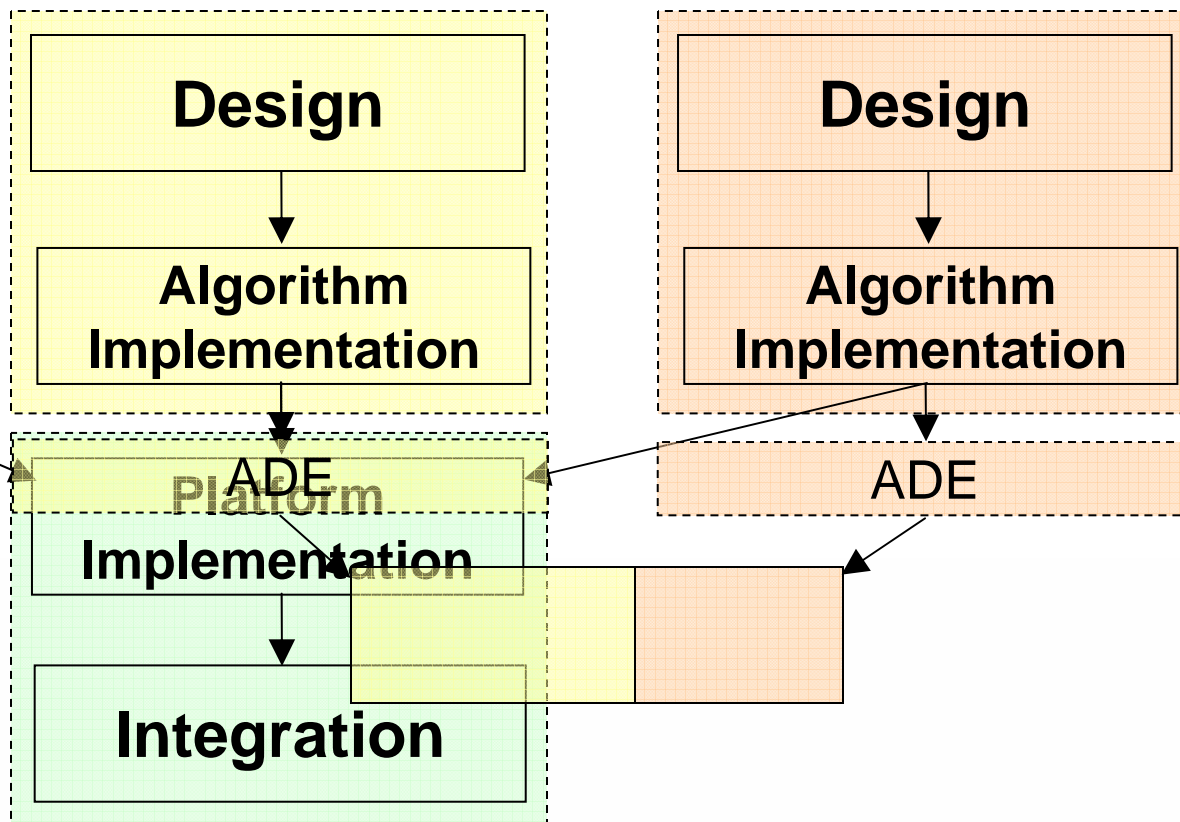 Design
Design
Algorithm
Implementation
Algorithm
Implementation
ADE
Platform
Implementation
ADE
Integration